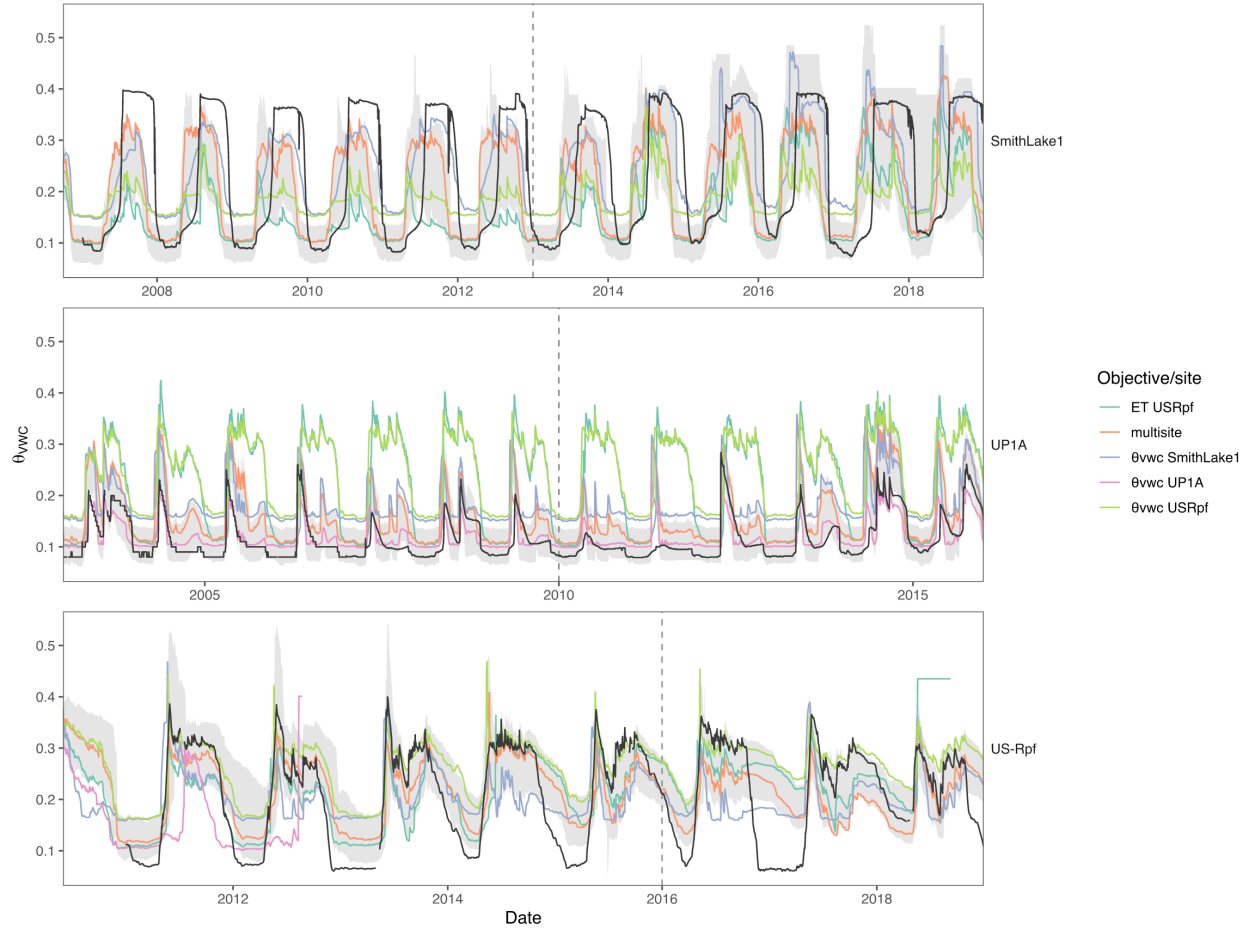 0.5
0.4
0.3
0.2
0.1
SmithLake1
2008
2010
2012
2014
2016
2018
0.5
0.4
0.3
0.2
0.1
θvwc
UP1A
2005
2010
2015
0.5
0.4
0.3
0.2
0.1
US-Rpf
2012
2014
2016
2018
Date
Objective/site
ET USRpf
multisite
θvwc SmithLake1
θvwc UP1A
θvwc USRpf